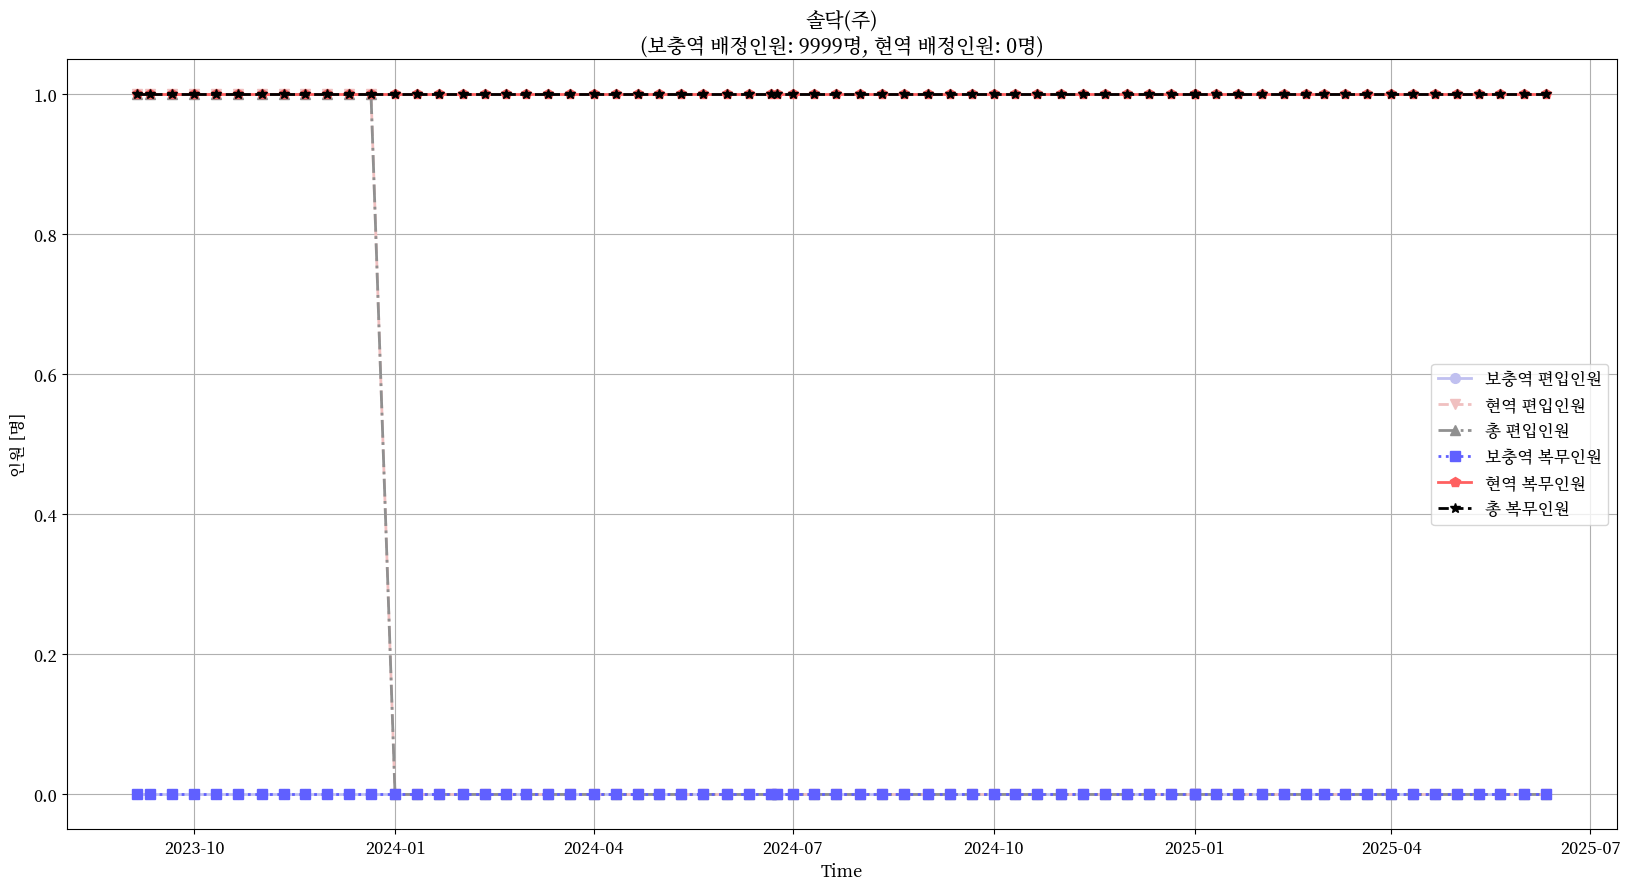 솔닥(주)
(보충역 배정인원: 9999명, 현역 배정인원: 0명)
인원 [명]
1.0
0.8
0.6
0.4
0.2
0.0
보충역 편입인원
현역 편입인원
총 편입인원
보충역 복무인원
현역 복무인원
총 복무인원
2023-10
2024-01
2024-04
2024-07
2024-10
2025-01
2025-04
2025-07
Time